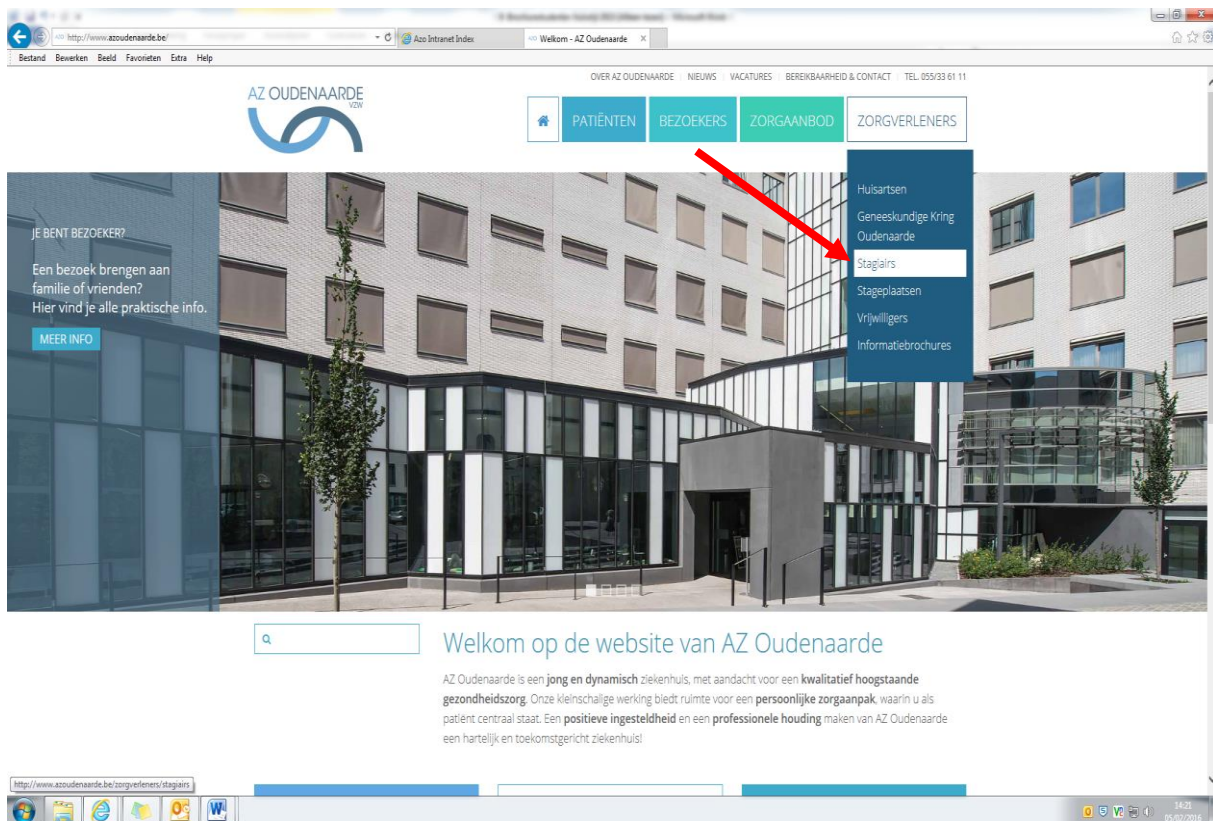 http://www.azoudenaarde.be/
Azo Intranet Index
Welkom - AZ Oudenaarde
Bestand Bewerken Beeld Favorieten Extra Help
OVER AZ OUDENAARDE NIEUWS VACATURES BEREIKBAARHEID & CONTACT TEL. 055/33 61 11
AZ OUDENAARDE
VZW
PATIËNTEN BEZOEKERS ZORGAANBOD ZORGVERLENERS
Huisartsen
Geneeskundige Kring
Oudenaarde
Stagiairs
Stageplaatsen
Vrijwilligers
Informatiebrochures
JE BENT BEZOEKER?
Een bezoek brengen aan
familie of vrienden?
Hier vind je alle praktische info.
MEER INFO
Welkom op de website van AZ Oudenaarde
AZ Oudenaarde is een jong en dynamisch ziekenhuis, met aandacht voor een kwalitatief hoogstaande
gezondheidszorg. Onze kleinschalige werking biedt ruimte voor een persoonlijke zorgaanpak, waarin u als
patiënt centraal staat. Een positieve ingesteldheid en een professionele houding maken van AZ Oudenaarde
een hartelijk en toekomstgericht ziekenhuis!
http://www.azoudenaarde.be/zorgverleners/stagiairs
14:21
05/02/2016